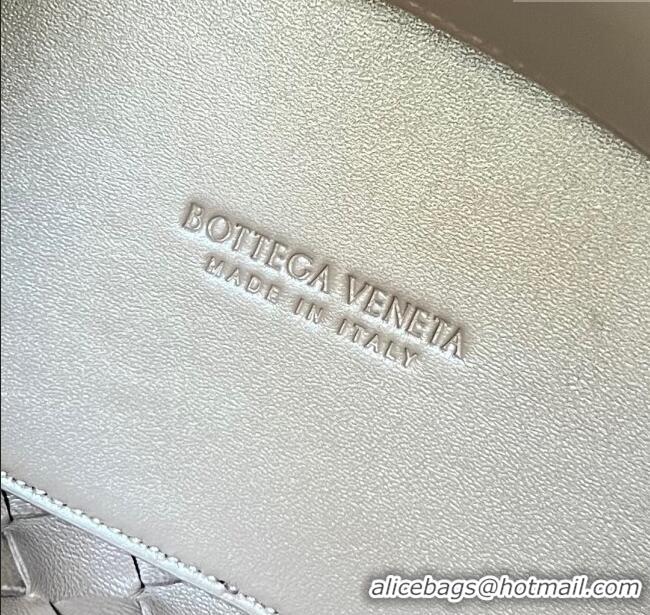 BOTTEGA VENETA
MADE IN ITALY
alicebags@hotmail.com